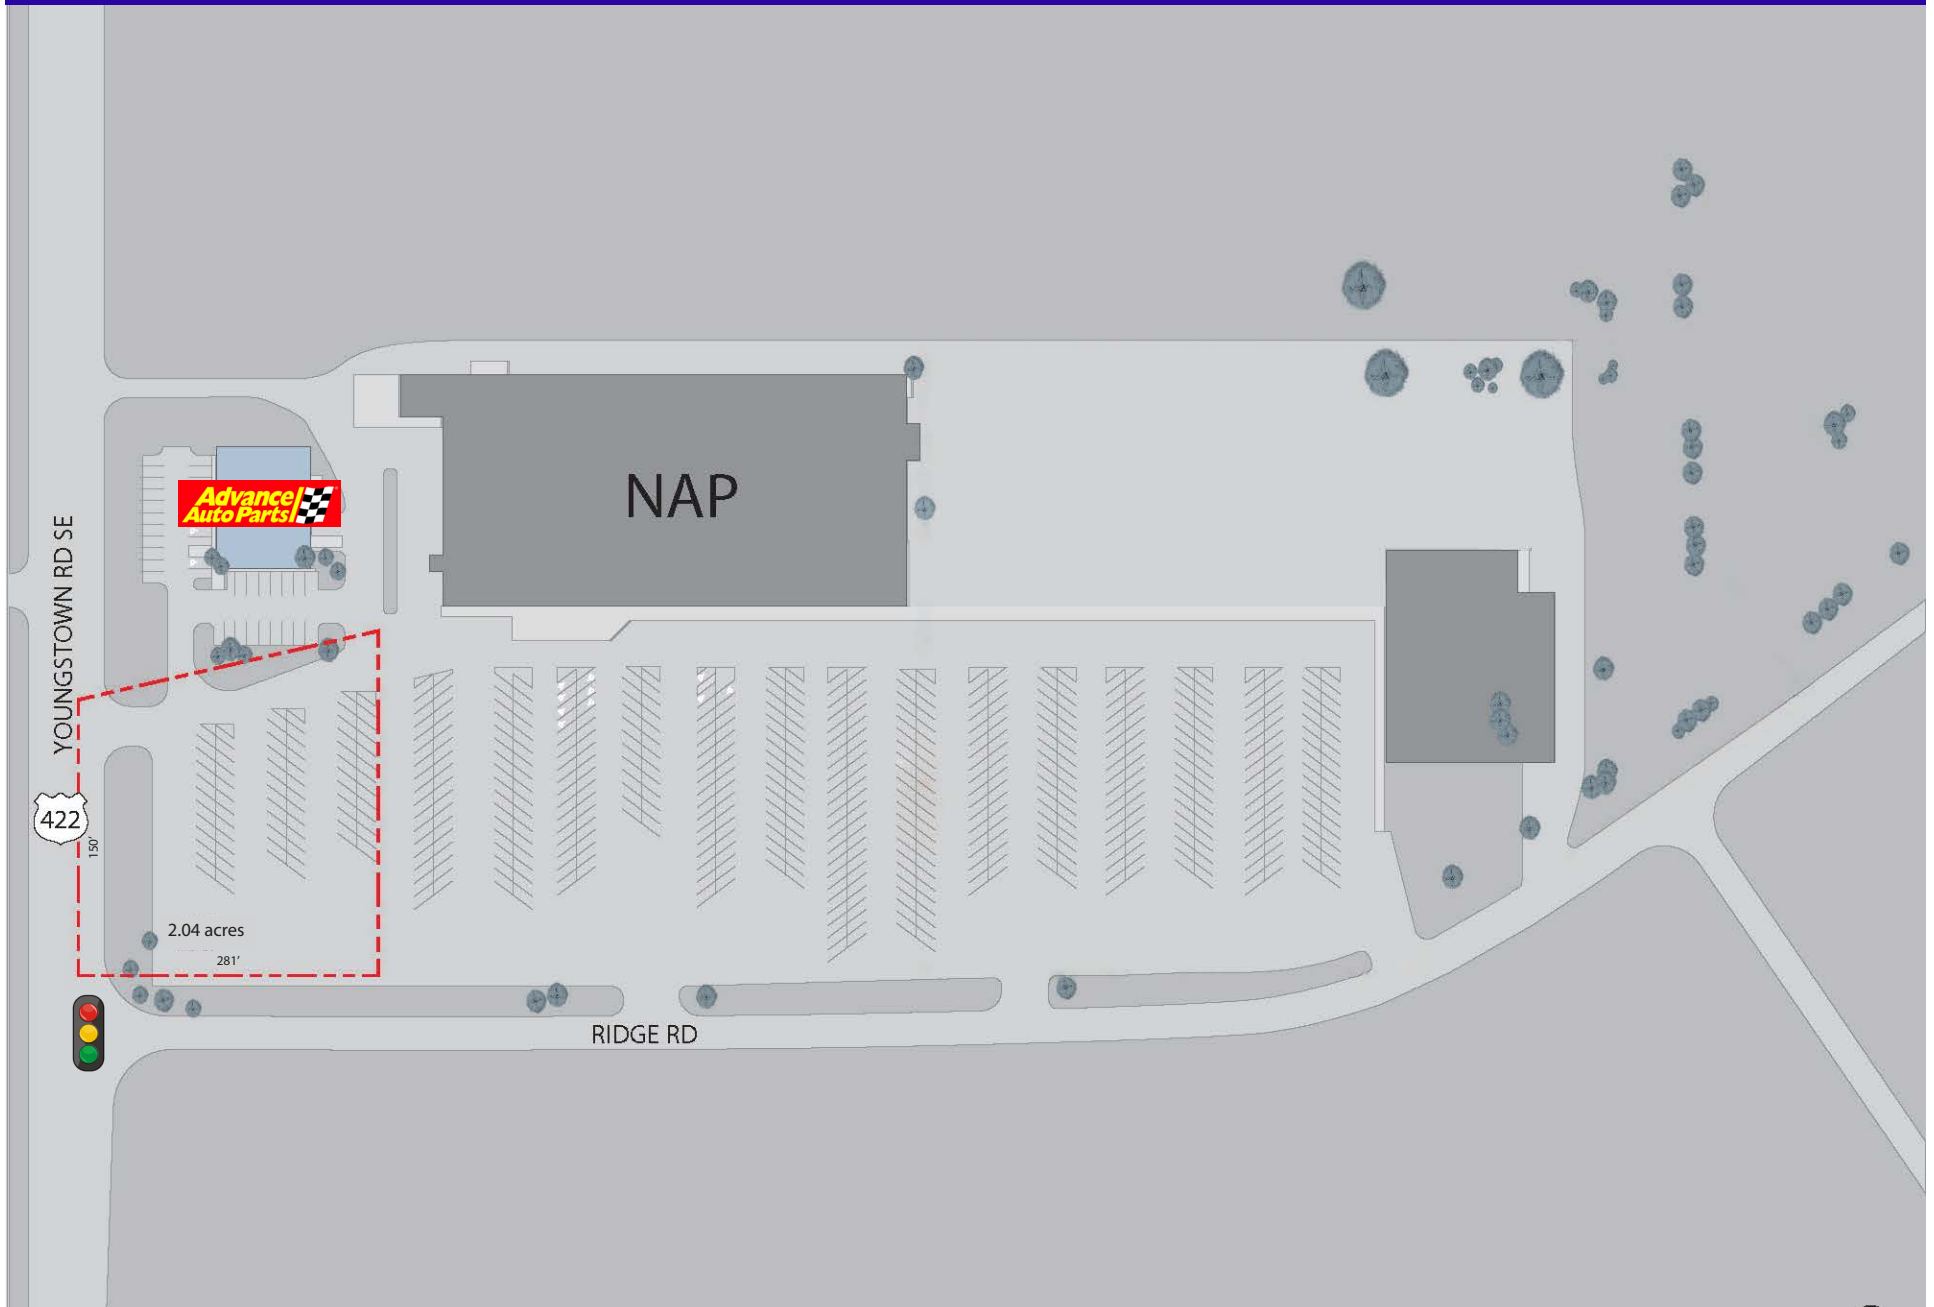 Advance
Auto Parts
NAP
YOUNGSTOWN RD SE
422
150'
2.04 acres
281'
RIDGE RD